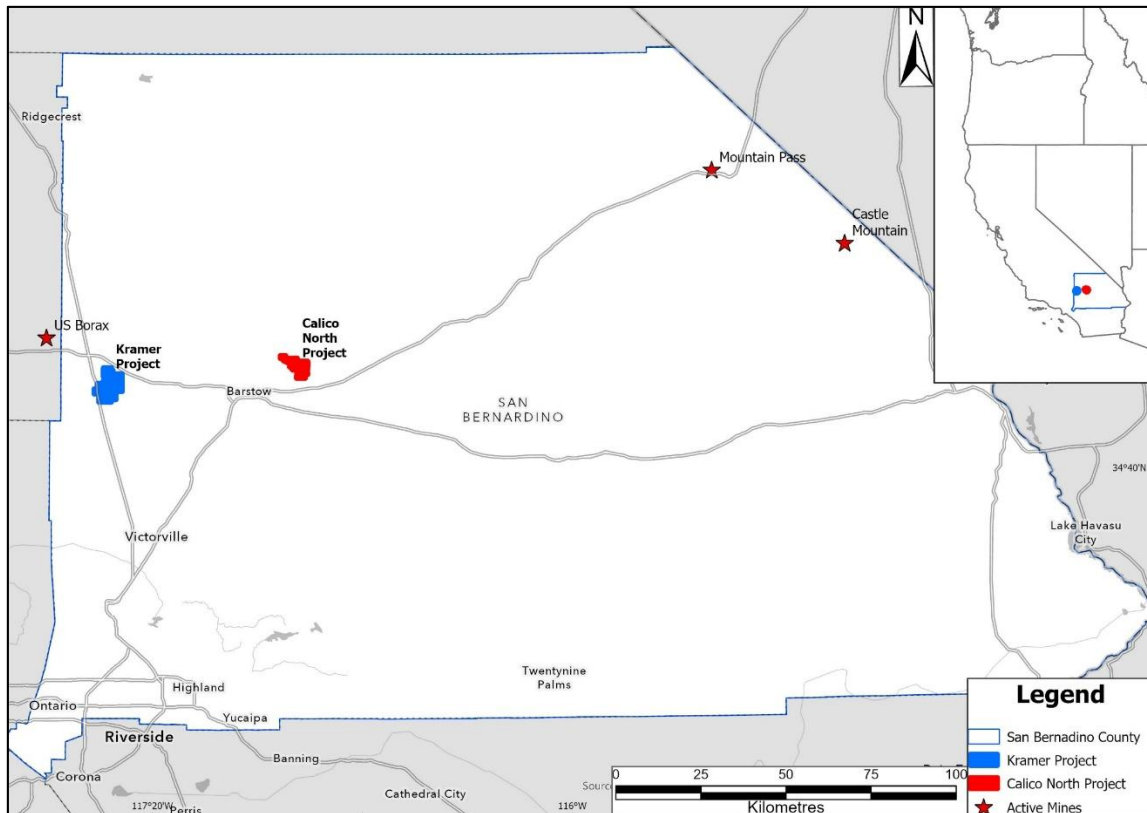 N
Ridgecrest
Mountain Pass
Castle
Mountain
US Borax
Kramer
Project
Calico
North
Project
Barstow
SAN
BERNARDINO
34°40'N
Victorville
Lake Havasu
City
Twentynine
Palms
Highland
Ontario
Yucaipa
Riverside
Banning
Corona
Cathedral City
117°20'W
Perris
116°W
Sourc
0 25 50 75 100
Kilometres
Legend
San Bernadino County
Kramer Project
Calico North Project
Active Mines